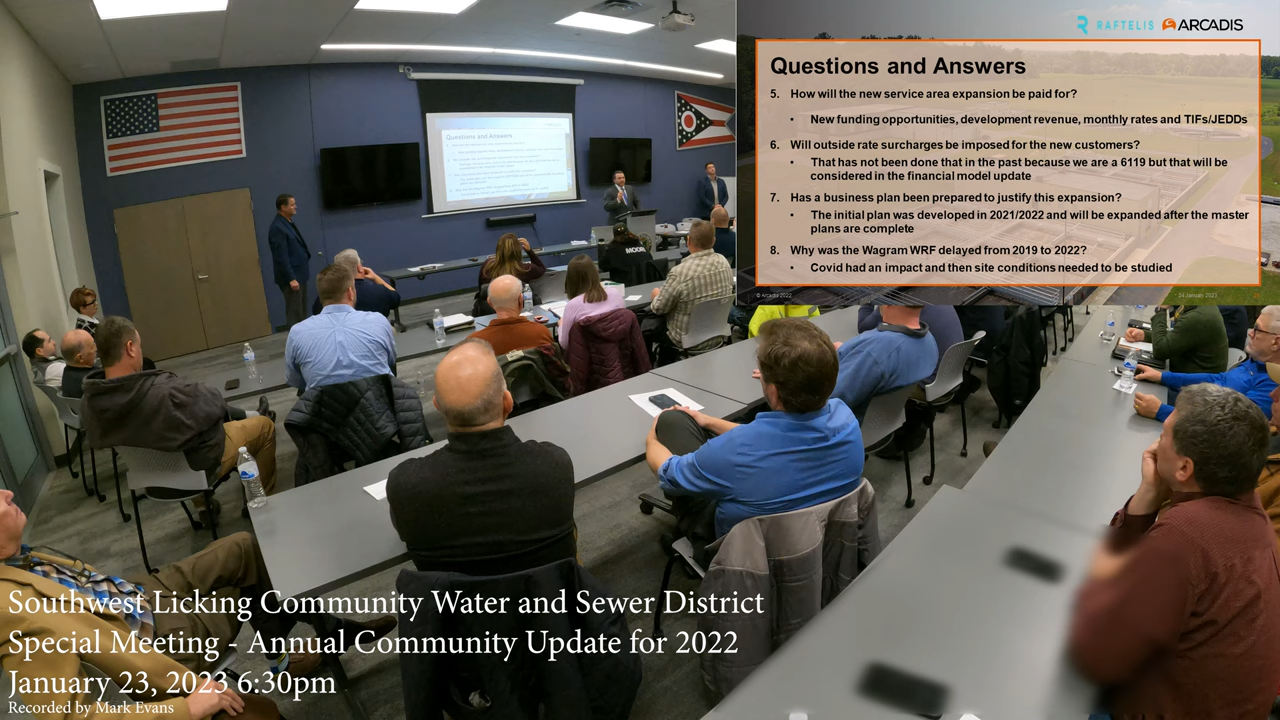 RAFTELIS ARCADIS
Questions and Answers
5. How will the new service area expansion be paid for?
• New funding opportunities, development revenue, monthly rates and TIFs/JEDDs
6. Will outside rate surcharges be imposed for the new customers?
• That has not been done that in the past because we are a 6119 but that will be
considered in the financial model update
7. Has a business plan been prepared to justify this expansion?
• The initial plan was developed in 2021/2022 and will be expanded after the master
plans are complete
8. Why was the Wagram WRF delayed from 2019 to 2022?
• Covid had an impact and then site conditions needed to be studied
© Arcadis 2022
24 January 2023
Questions and Answers
MOOR
Southwest Licking Community Water and Sewer District
Special Meeting - Annual Community Update for 2022
January 23, 2023 6:30pm
Recorded by Mark Evans